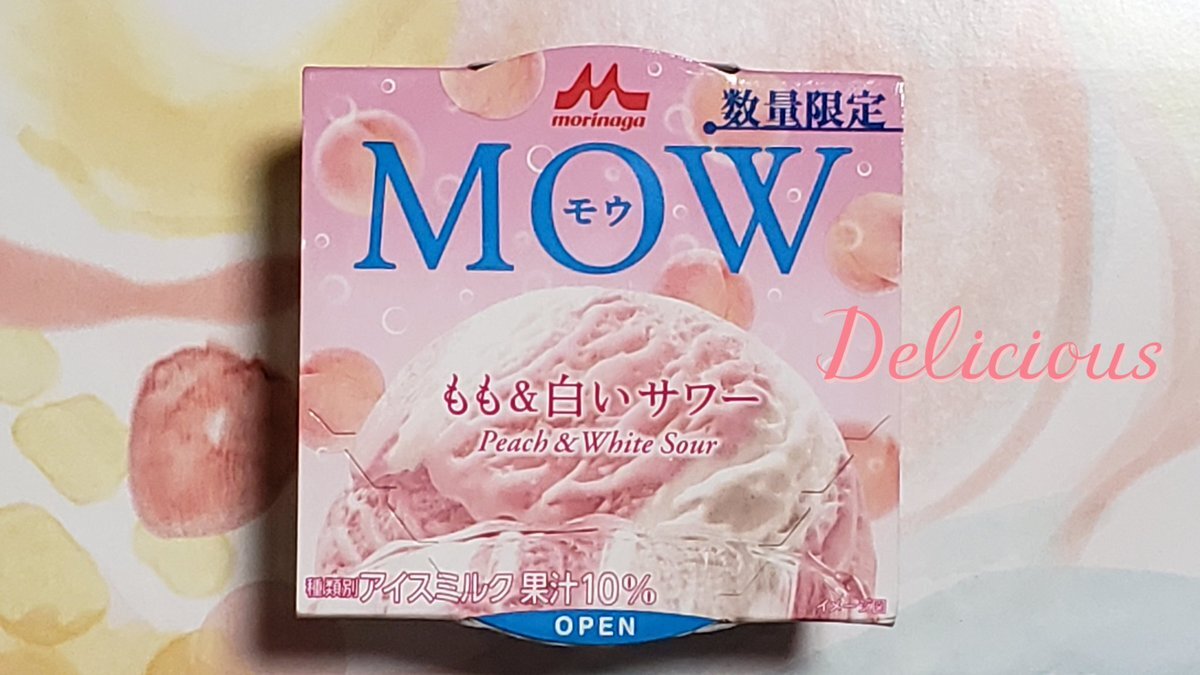 morinaga
数量限定
MOW
モウ
Delicious
もも&白いサワー
Peach & White Sour
種類別アイスミルク 果汁10%
イメージ図
OPEN